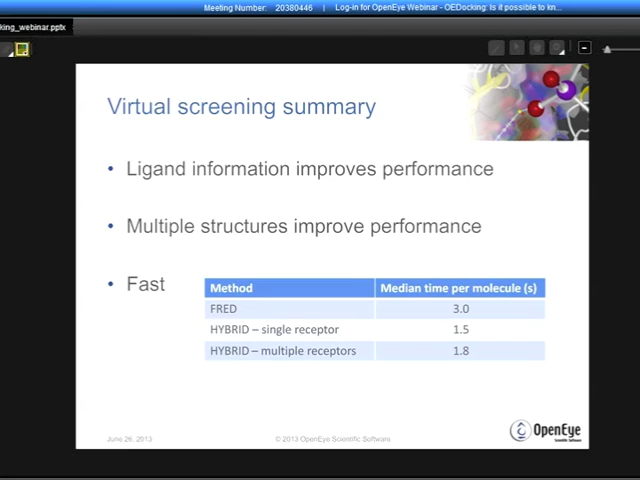 Meeting Number: 20380446 | Log-in for OpenEye Webinar - OEDocking: Is it possible to kn...
king_webinar.pptx
Virtual screening summary
• Ligand information improves performance
• Multiple structures improve performance
• Fast
Method Median time per molecule (s)
FRED 3.0
HYBRID – single receptor 1.5
HYBRID – multiple receptors 1.8
June 26, 2013 © 2013 OpenEye Scientific Software
OpenEye
Scientific Software